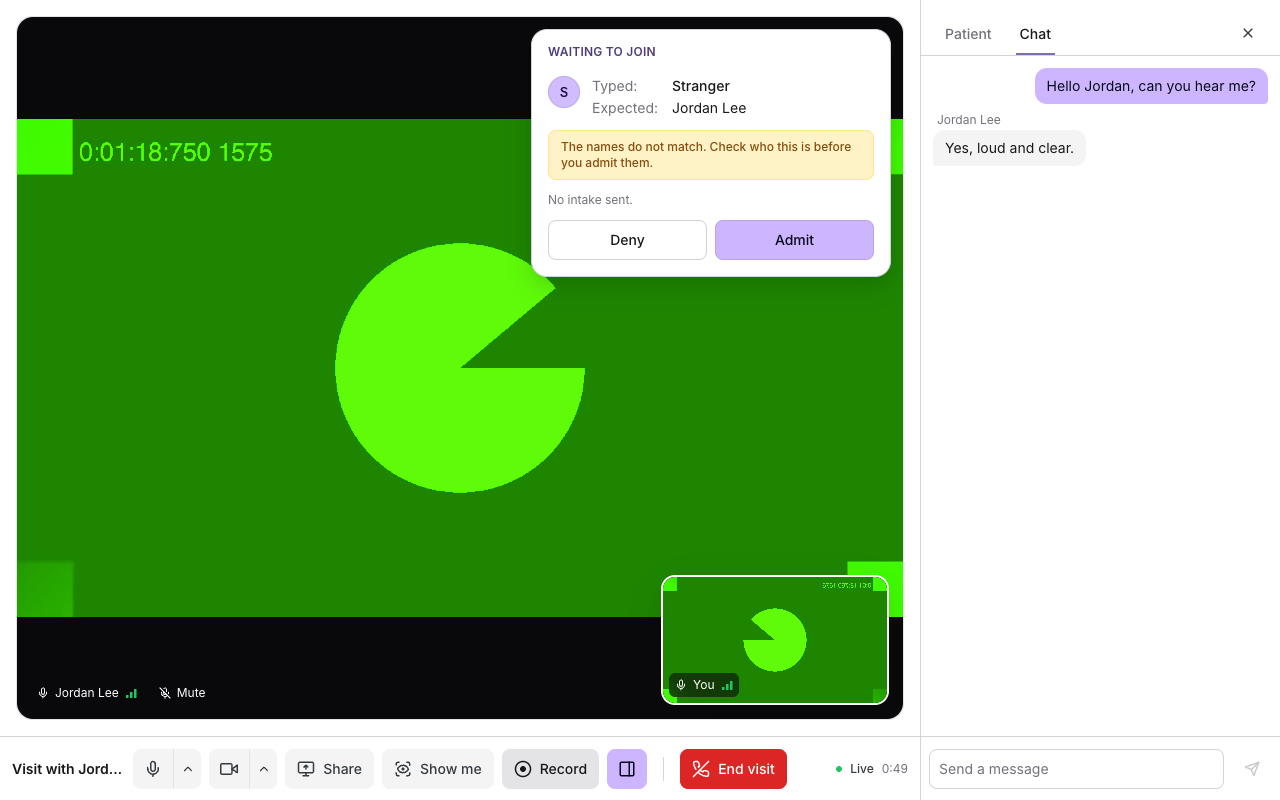 WAITING TO JOIN
S
Typed: Stranger
Expected: Jordan Lee
The names do not match. Check who this is before
you admit them.
No intake sent.
Deny
Admit
0:01:18:750 1575
Jordan Lee
Mute
You
Visit with Jord...
Share
Show me
Record
End visit
Live 0:49
Patient
Chat
Hello Jordan, can you hear me?
Jordan Lee
Yes, loud and clear.
Send a message